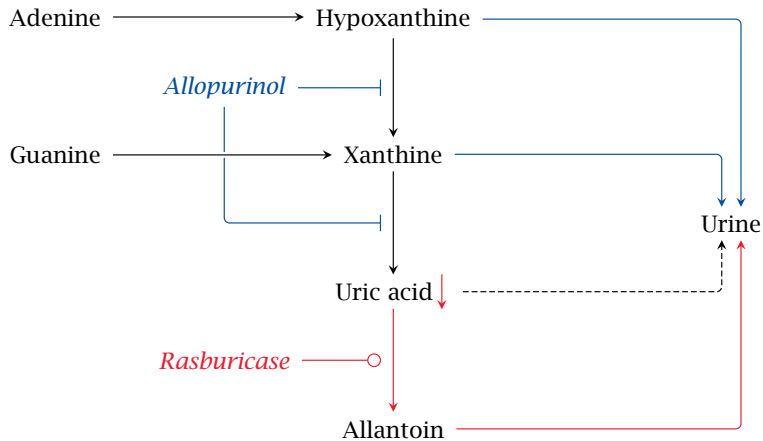 Adenine
Hypoxanthine
Allopurinol
Guanine
Xanthine
Urine
Uric acid
Rasburicase
Allantoin